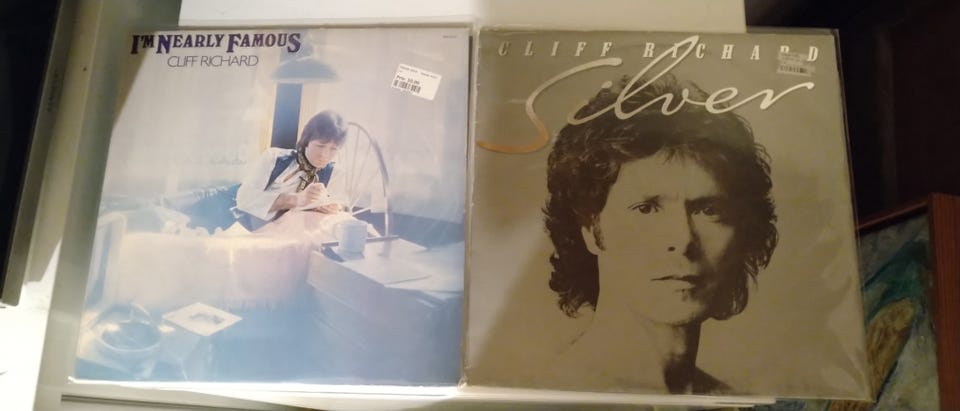 I'M NEARLY FAMOUS
CLIFF RICHARD
CLIFF RICHARD
Silver